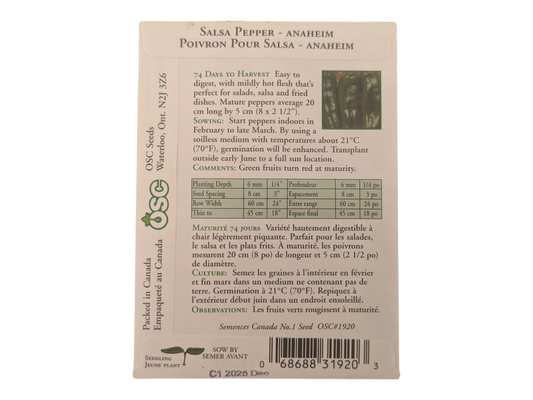 Salsa Pepper - Anaheim
Poivron Pour Salsa - Anaheim
74 Days to Harvest Easy to
digest, with mildly hot flesh that's
perfect for salads, salsa and fried
dishes. Mature peppers average 20
cm long by 5 cm (8 x 2 1/2").
Sowing: Start peppers indoors in
February to late March. By using a
soilless medium with temperatures about 21°C
(70°F), germination will be enhanced. Transplant
outside early June to a full sun location.
Comments: Green fruits turn red at maturity.
Planting Depth 6 mm 1/4" Profondeur 6 mm 1/4 po
Seed Spacing 8 cm 3" Espacement 8 cm 3 po
Row Width 60 cm 24" Entre rangs 60 cm 24 po
Thin to 45 cm 18" Espace final 45 cm 18 po
Maturité 74 jours Variété hautement digestible à
chair légèrement piquante. Parfait pour les salades,
le salsa et les plats frits. À maturité, les poivrons
mesurent 20 cm (8 po) de longeur et 5 cm (2 1/2 po)
de diamètre.
Culture: Semez les graines à l'intérieur en février
et fin mars dans un medium ne contenant pas de
terre. Germination à 21°C (70°F). Repiquez à
l'extérieur début juin dans un endroit ensoleillé.
Observations: Les fruits verts rougissent à maturité.
Semences Canada No.1 Seed OSC#1920
Packed in Canada
Empaqueté au Canada
OSC
OSC Seeds
Waterloo, Ont. N2J 3Z6
Seedling
Jeune plant
SOW BY
SEMER AVANT
C1 2025 Dec
0 68688 31920 3